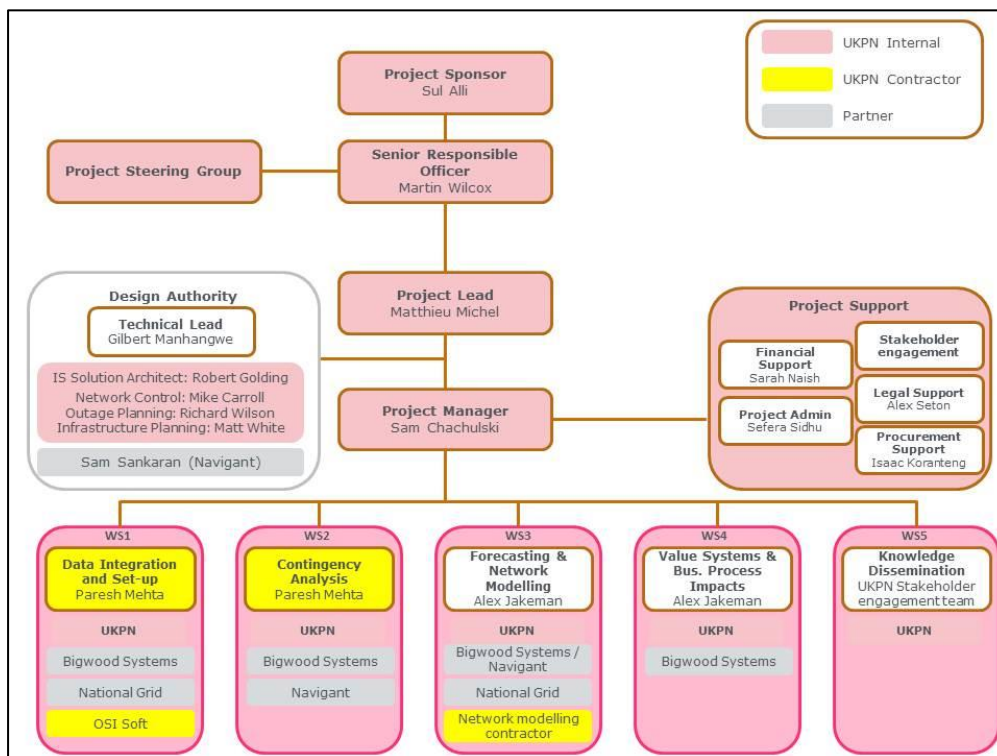 UKPN Internal
UKPN Contractor
Partner
Project Sponsor
Sul Alli
Project Steering Group
Senior Responsible
Officer
Martin Wilcox
Project Lead
Matthieu Michel
Design Authority
Technical Lead
Gilbert Manhangwe
IS Solution Architect: Robert Golding
Network Control: Mike Carroll
Outage Planning: Richard Wilson
Infrastructure Planning: Matt White
Sam Sankaran (Navigant)
Project Manager
Sam Chachulski
Project Support
Financial
Support
Sarah Naish
Project Admin
Sefera Sidhu
Stakeholder
engagement
Legal Support
Alex Seton
Procurement
Support
Isaac Koranteng
WS1
Data Integration
and Set-up
Paresh Mehta
UKPN
Bigwood Systems
National Grid
OSI Soft
WS2
Contingency
Analysis
Paresh Mehta
UKPN
Bigwood Systems
Navigant
WS3
Forecasting &
Network
Modelling
Alex Jakeman
UKPN
Bigwood Systems /
Navigant
National Grid
Network modelling
contractor
WS4
Value Systems &
Bus. Process
Impacts
Alex Jakeman
UKPN
Bigwood Systems
WS5
Knowledge
Dissemination
UKPN Stakeholder
engagement team
UKPN